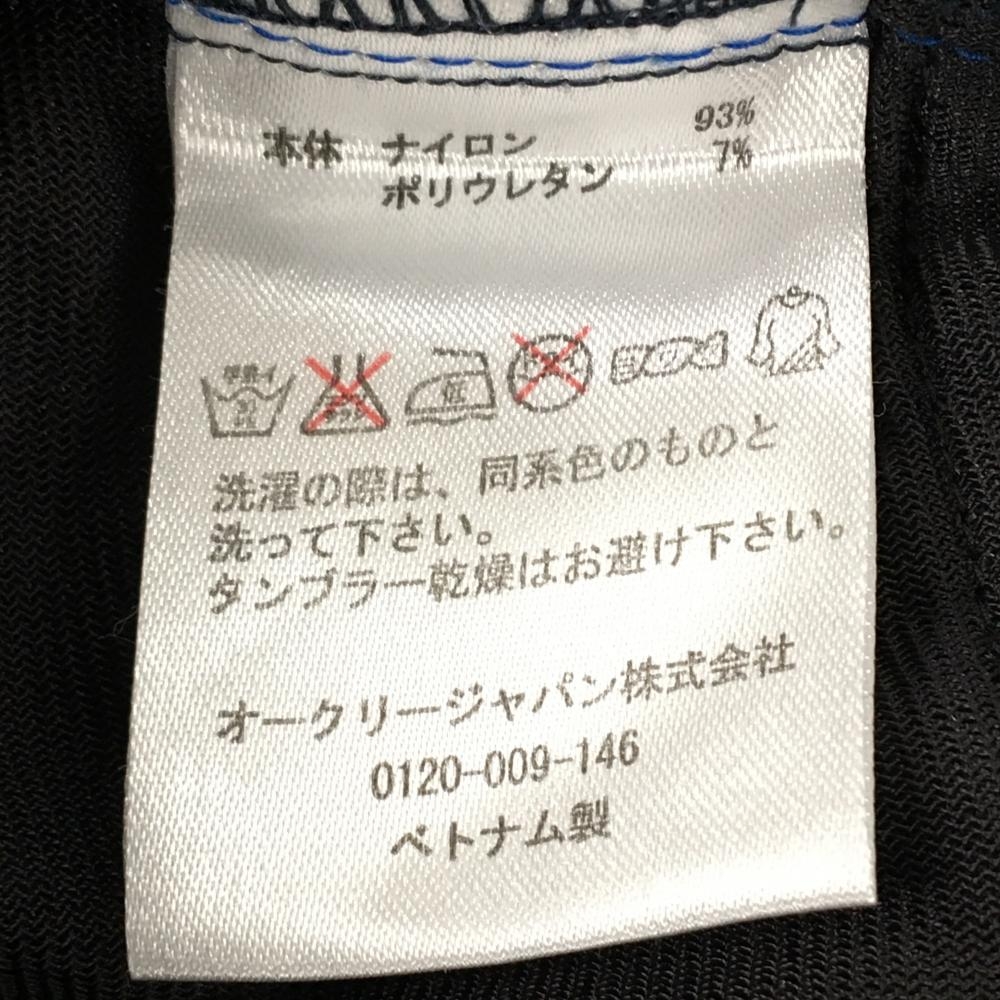 本体 ナイロン 93%
ポリウレタン 7%
低
洗濯の際は、同系色のものと
洗って下さい。
タンブラー乾燥はお避け下さい。
オークリージャパン株式会社
0120-009-146
ベトナム製